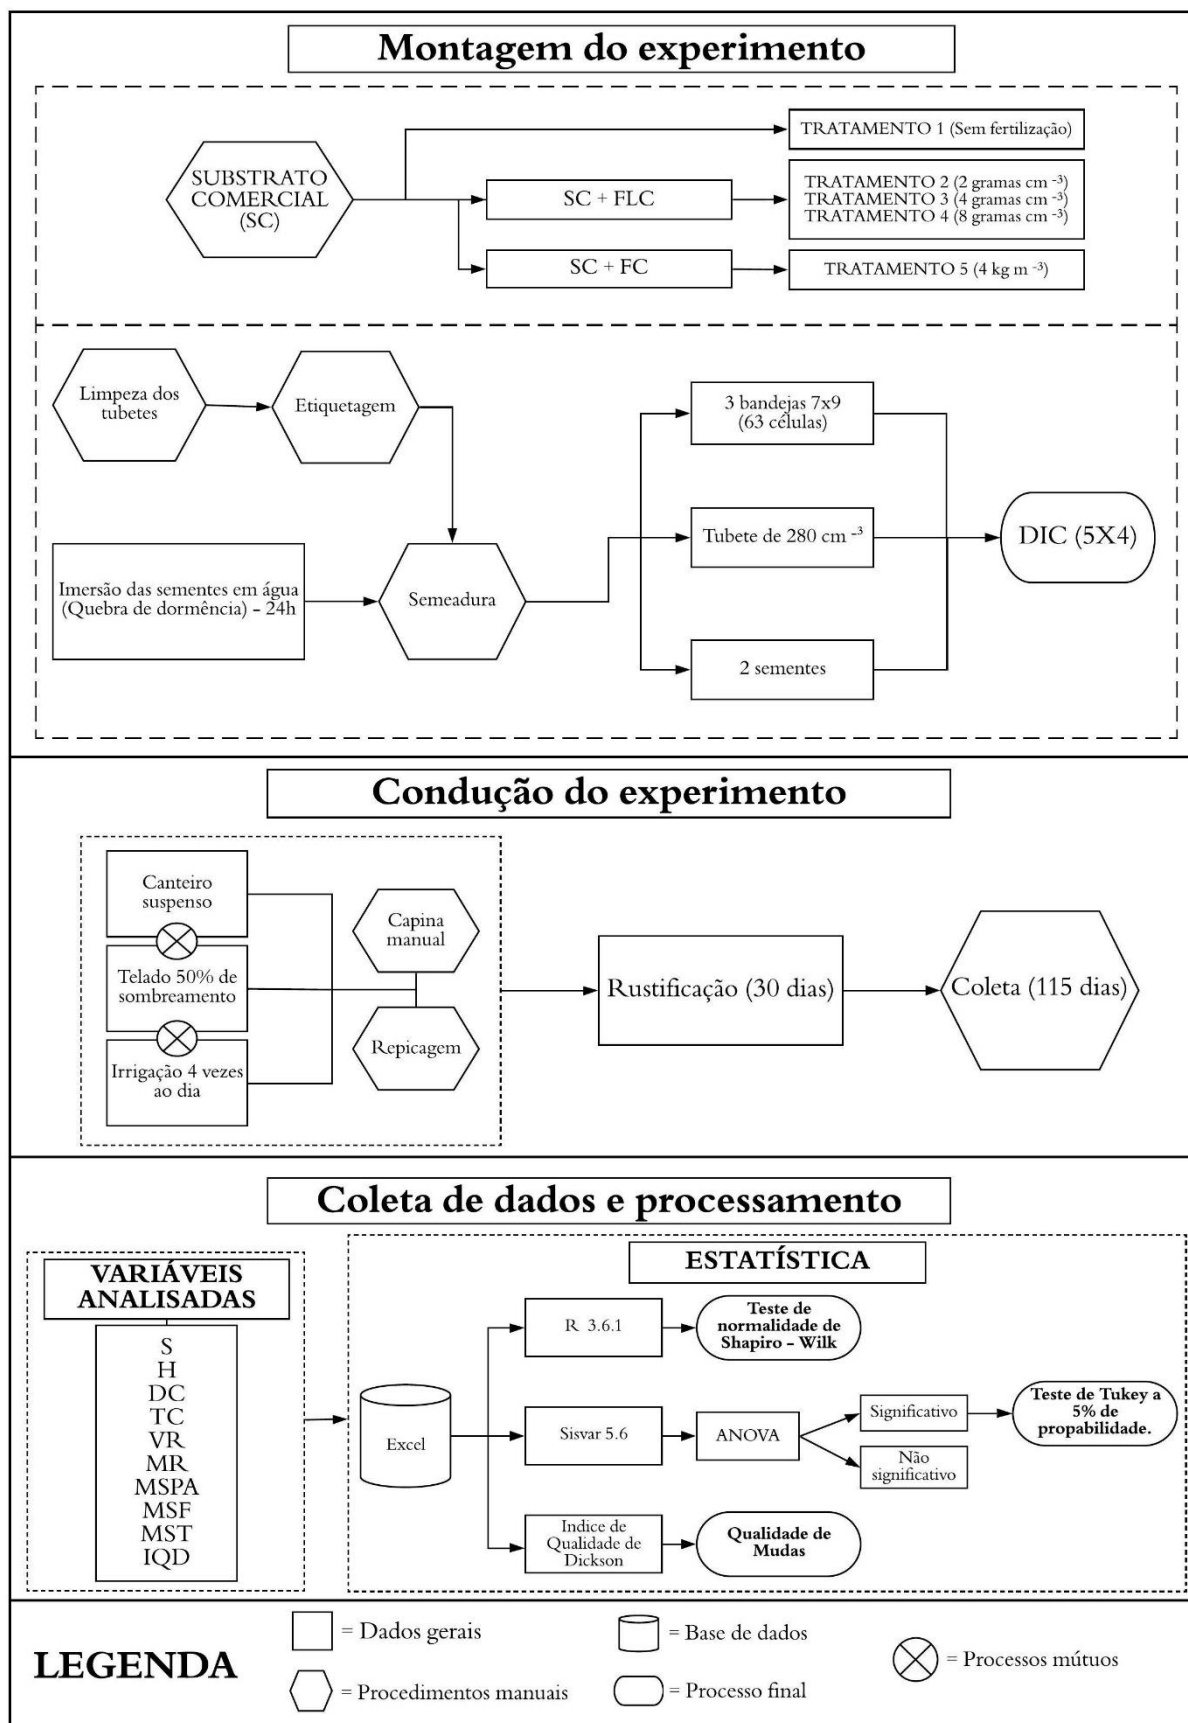 Montagem do experimento
SUBSTRATO
COMERCIAL
(SC)
TRATAMENTO 1 (Sem fertilização)
SC + FLC
TRATAMENTO 2 (2 gramas cm ⁻³)
TRATAMENTO 3 (4 gramas cm ⁻³)
TRATAMENTO 4 (8 gramas cm ⁻³)
SC + FC
TRATAMENTO 5 (4 kg m ⁻³)
Limpeza dos
tubetes
Etiquetagem
Imersão das sementes em água
(Quebra de dormência) – 24h
Semeadura
3 bandejas 7x9
(63 células)
Tubete de 280 cm ⁻³
2 sementes
DIC (5X4)
Condução do experimento
Canteiro
suspenso
Telado 50% de
sombreamento
Irrigação 4 vezes
ao dia
Capina
manual
Repicagem
Rustificação (30 dias)
Coleta (115 dias)
Coleta de dados e processamento
VARIÁVEIS
ANALISADAS
S
H
DC
TC
VR
MR
MSPA
MSF
MST
IQD
ESTATÍSTICA
Excel
R 3.6.1
Teste de
normalidade de
Shapiro – Wilk
Sisvar 5.6
ANOVA
Significativo
Não
significativo
Teste de Tukey a
5% de
propabilidade.
Indice de
Qualidade de
Dickson
Qualidade de
Mudas
LEGENDA
= Dados gerais
= Procedimentos manuais
= Base de dados
= Processo final
= Processos mútuos